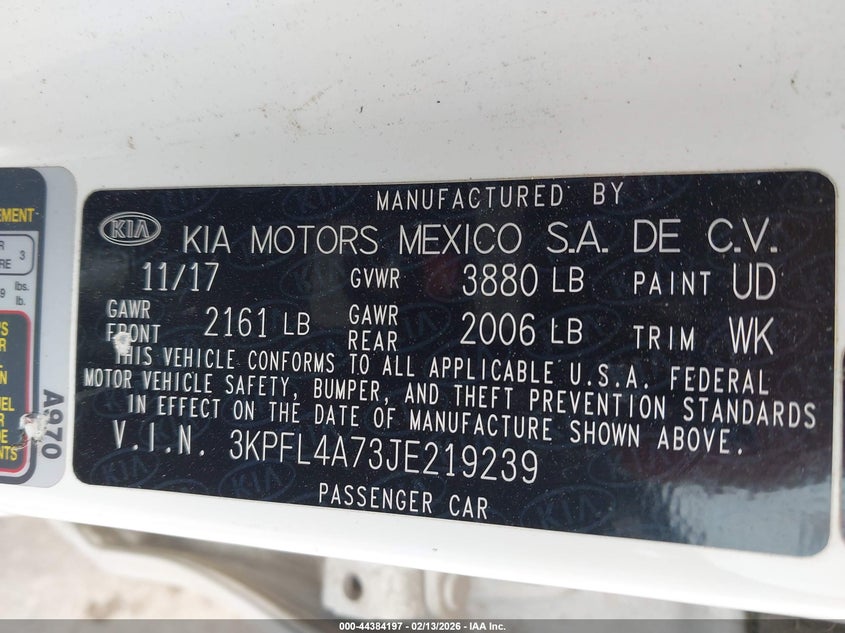 MANUFACTURED BY
KIA KIA MOTORS MEXICO S.A. DE C.V.
11/17 GVWR 3880 LB PAINT UD
GAWR FRONT 2161 LB GAWR REAR 2006 LB TRIM WK
THIS VEHICLE CONFORMS TO ALL APPLICABLE U.S.A. FEDERAL
MOTOR VEHICLE SAFETY, BUMPER, AND THEFT PREVENTION STANDARDS
IN EFFECT ON THE DATE OF MANUFACTURE SHOWN ABOVE.
V.I.N. 3KPFL4A73JE219239
PASSENGER CAR
A970
lbs.
lb.
3
000-44384197 - 02/13/2026 - IAA Inc.